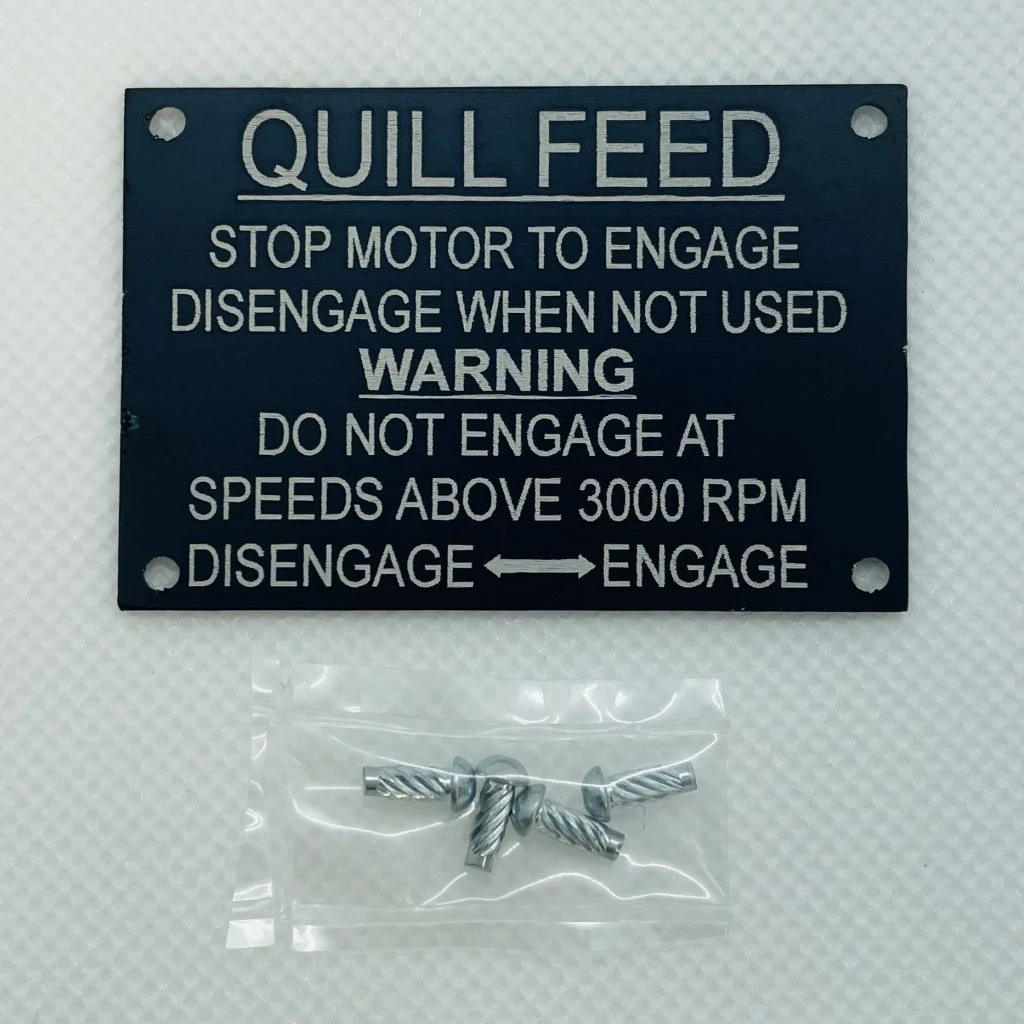 QUILL FEED
STOP MOTOR TO ENGAGE
DISENGAGE WHEN NOT USED
WARNING
DO NOT ENGAGE AT
SPEEDS ABOVE 3000 RPM
DISENGAGE ⟷ ENGAGE